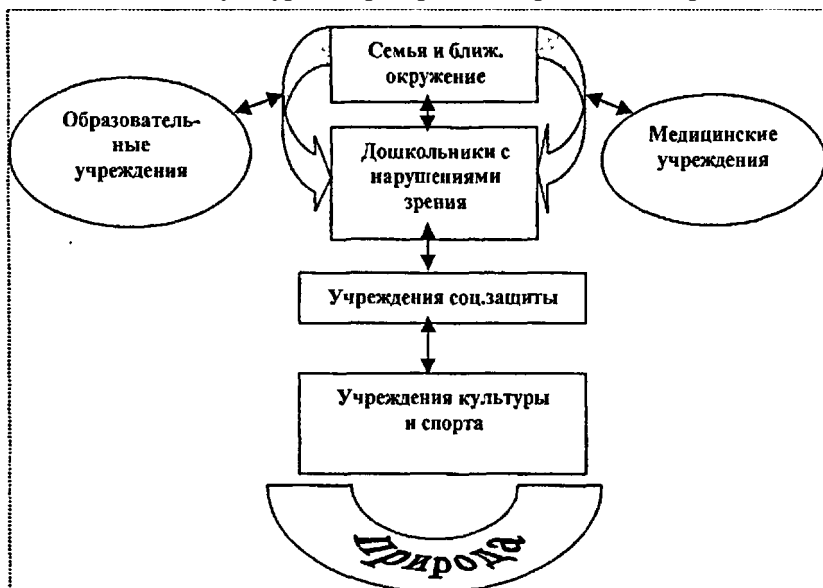 Семья и ближ.
окружение
Образователь-
ные
учреждения
Медицинские
учреждения
Дошкольники с
нарушениями
зрения
Учреждения соц.защиты
Учреждения культуры
и спорта
Природа